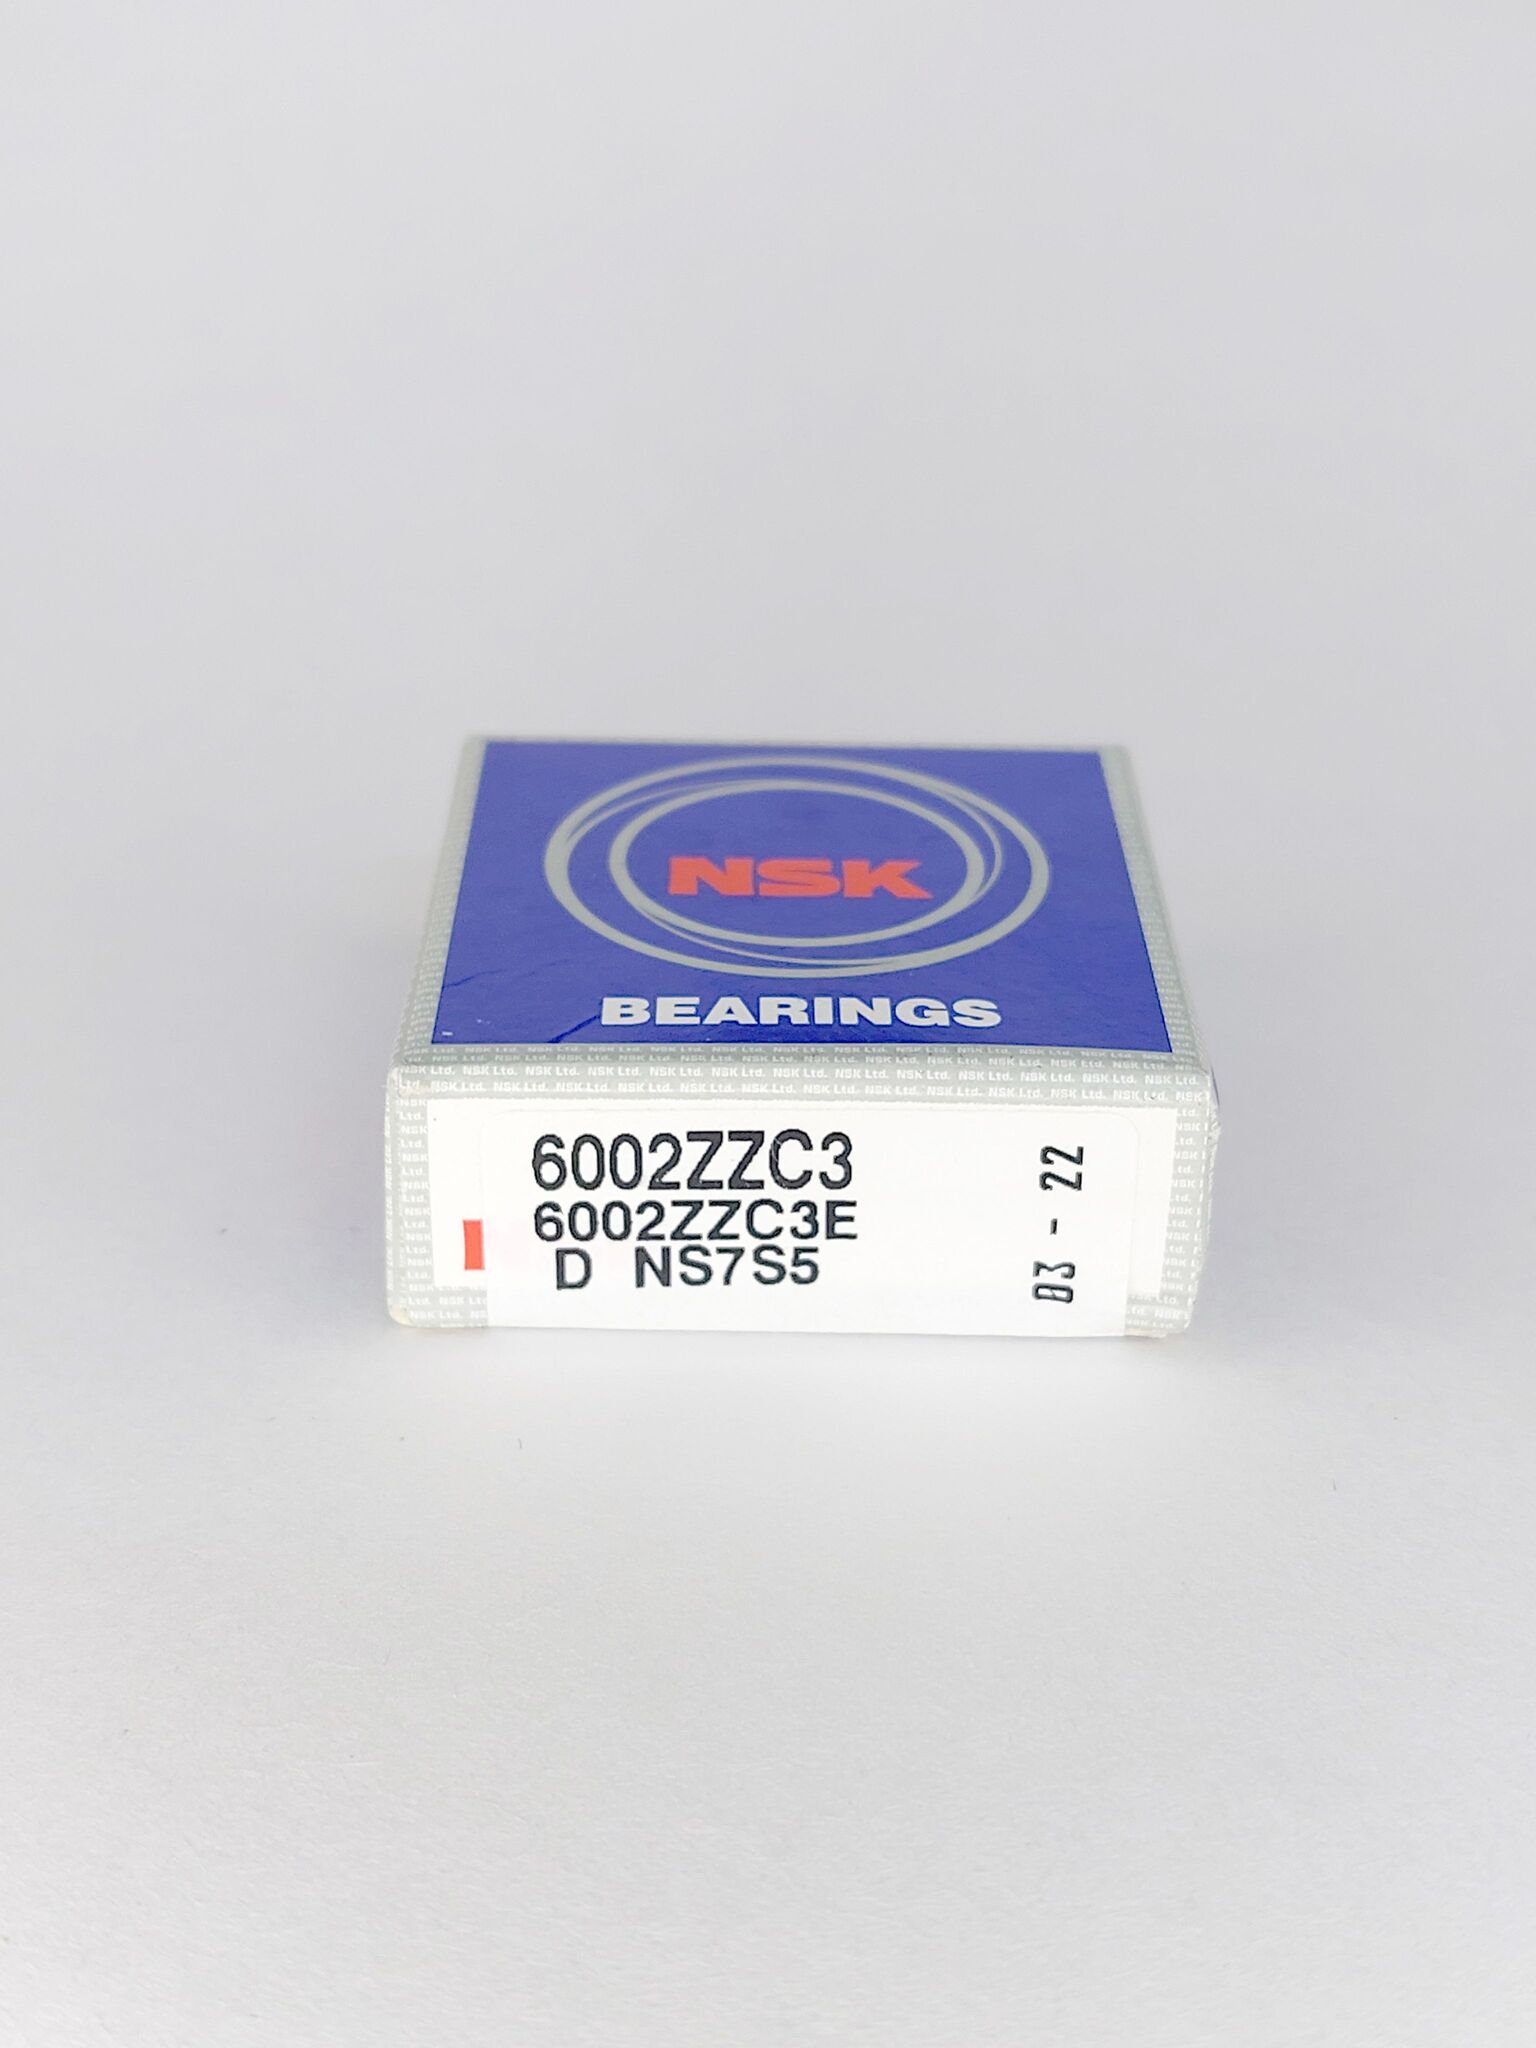 NSK
BEARINGS
6002ZZC3
6002ZZC3E
D NS7S5
03 - 22